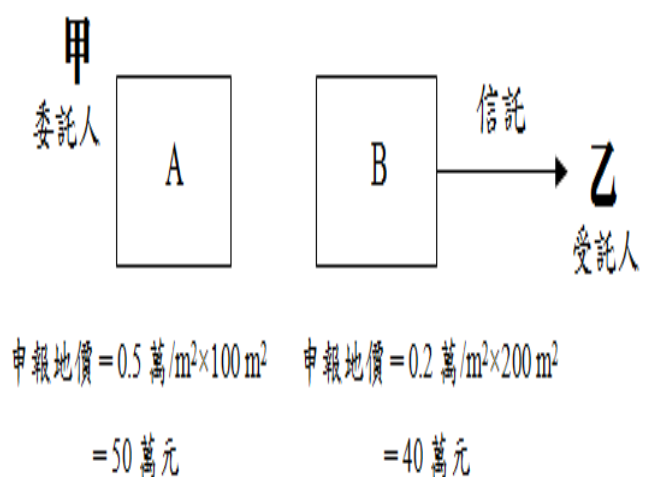 甲
委託人
A
B
信託
乙
受託人
申報地價=0.5 萬/m²×100 m²
=50 萬元
申報地價=0.2 萬/m²×200 m²
=40 萬元